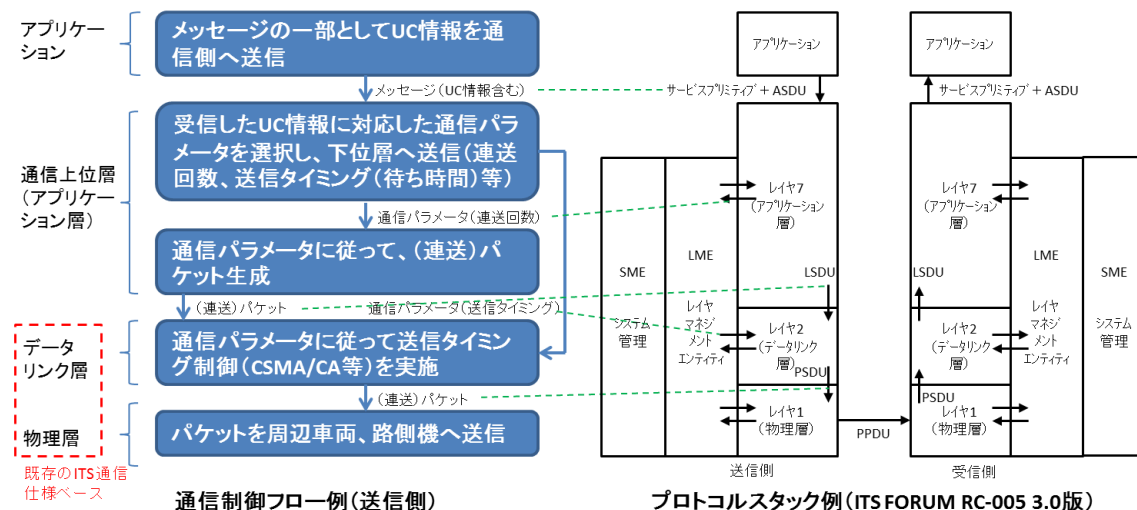 アプリケー
ション
メッセージの一部としてUC情報を通
信側へ送信
メッセージ(UC情報含む)
通信上位層
(アプリケー
ション層)
受信したUC情報に対応した通信パラ
メータを選択し、下位層へ送信(連送
回数、送信タイミング(待ち時間)等)
通信パラメータ(連送回数)
通信パラメータに従って、(連送)パ
ケット生成
(連送)パケット
通信パラメータ(送信タイミング)
データ
リンク層
通信パラメータに従って送信タイミン
グ制御(CSMA/CA等)を実施
(連送)パケット
物理層
パケットを周辺車両、路側機へ送信
既存のITS通信
仕様ベース
通信制御フロー例(送信側)
アプリケーション
アプリケーション
サービスプリミティブ+ASDU
サービスプリミティブ+ASDU
レイヤ7
(アプリケーション
層)
レイヤ7
(アプリケーション
層)
SME
LME
LSDU
LSDU
LME
SME
システム
管理
レイヤ
マネジ
メント
エンティティ
レイヤ2
(データリンク
層)
レイヤ2
(データリンク
層)
レイヤ
マネジ
メント
エンティティ
システム
管理
PSDU
PSDU
レイヤ1
(物理層)
PPDU
レイヤ1
(物理層)
送信側
受信側
プロトコルスタック例(ITS FORUM RC-005 3.0版)